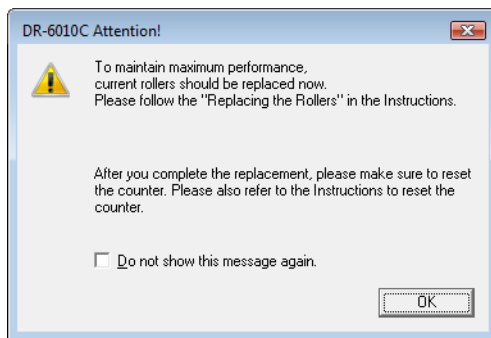 DR-6010C Attention!
To maintain maximum performance,
current rollers should be replaced now.
Please follow the "Replacing the Rollers" in the Instructions.
After you complete the replacement, please make sure to reset
the counter. Please also refer to the Instructions to reset the
counter.
Do not show this message again.
OK